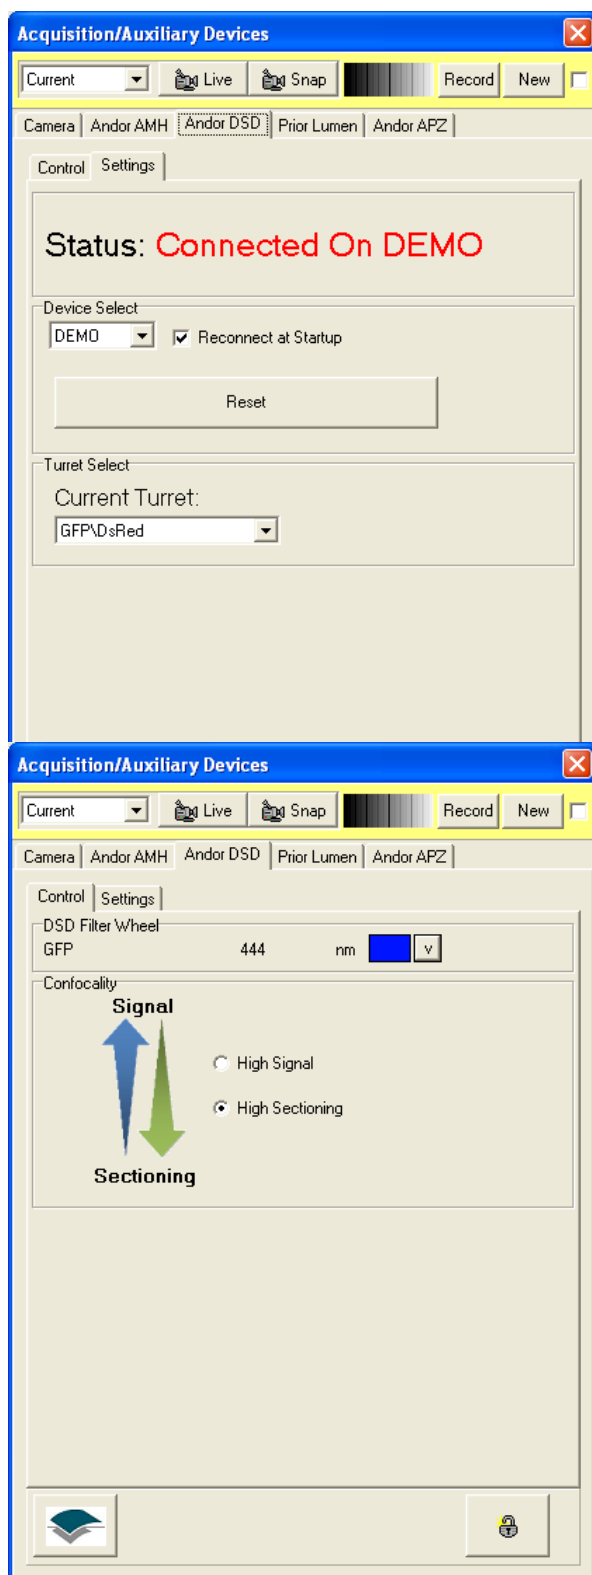 Acquisition/Auxiliary Devices
Current Live Snap Record New
Camera Andor AMH Andor DSD Prior Lumen Andor APZ
Control Settings
Status: Connected On DEMO
Device Select
DEMO Reconnect at Startup
Reset
Turret Select
Current Turret:
GFP\DsRed
Acquisition/Auxiliary Devices
Current Live Snap Record New
Camera Andor AMH Andor DSD Prior Lumen Andor APZ
Control Settings
DSD Filter Wheel
GFP 444 nm v
Confocality
Signal
High Signal
High Sectioning
Sectioning